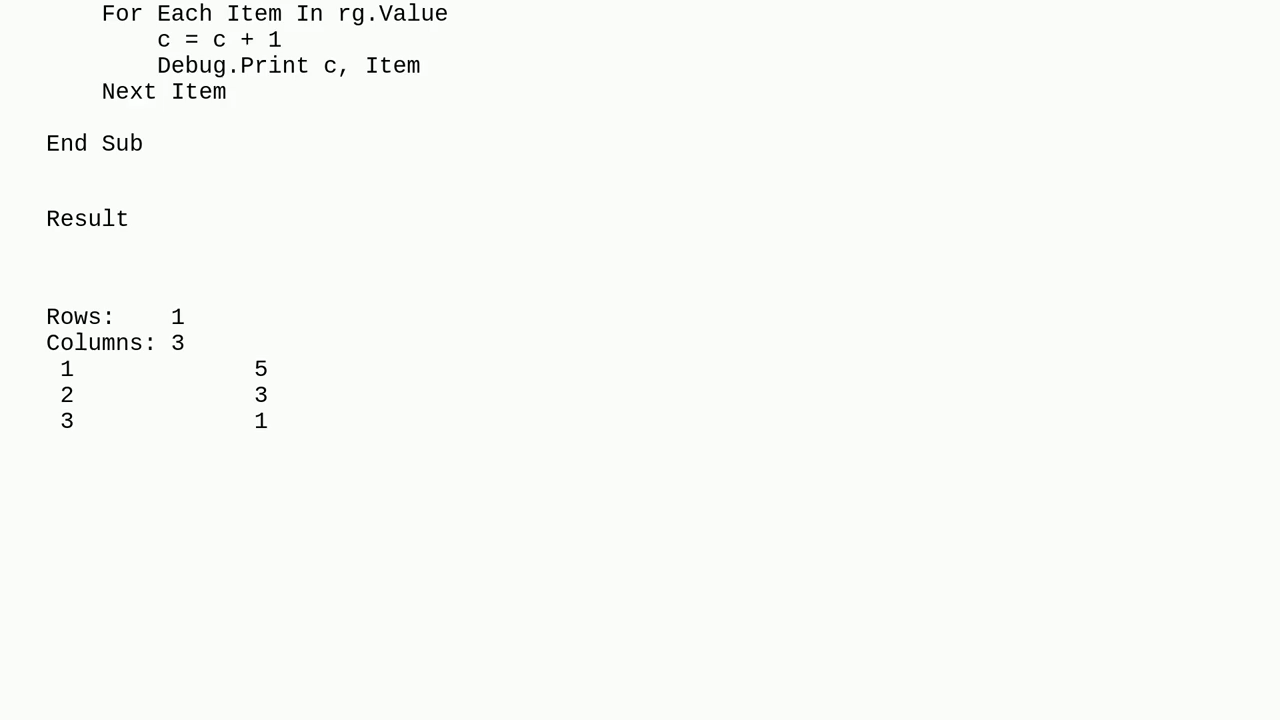 For Each Item In rg.Value
        c = c + 1
        Debug.Print c, Item
    Next Item
End Sub
Result
Rows:    1
Columns: 3
 1             5
 2             3
 3             1